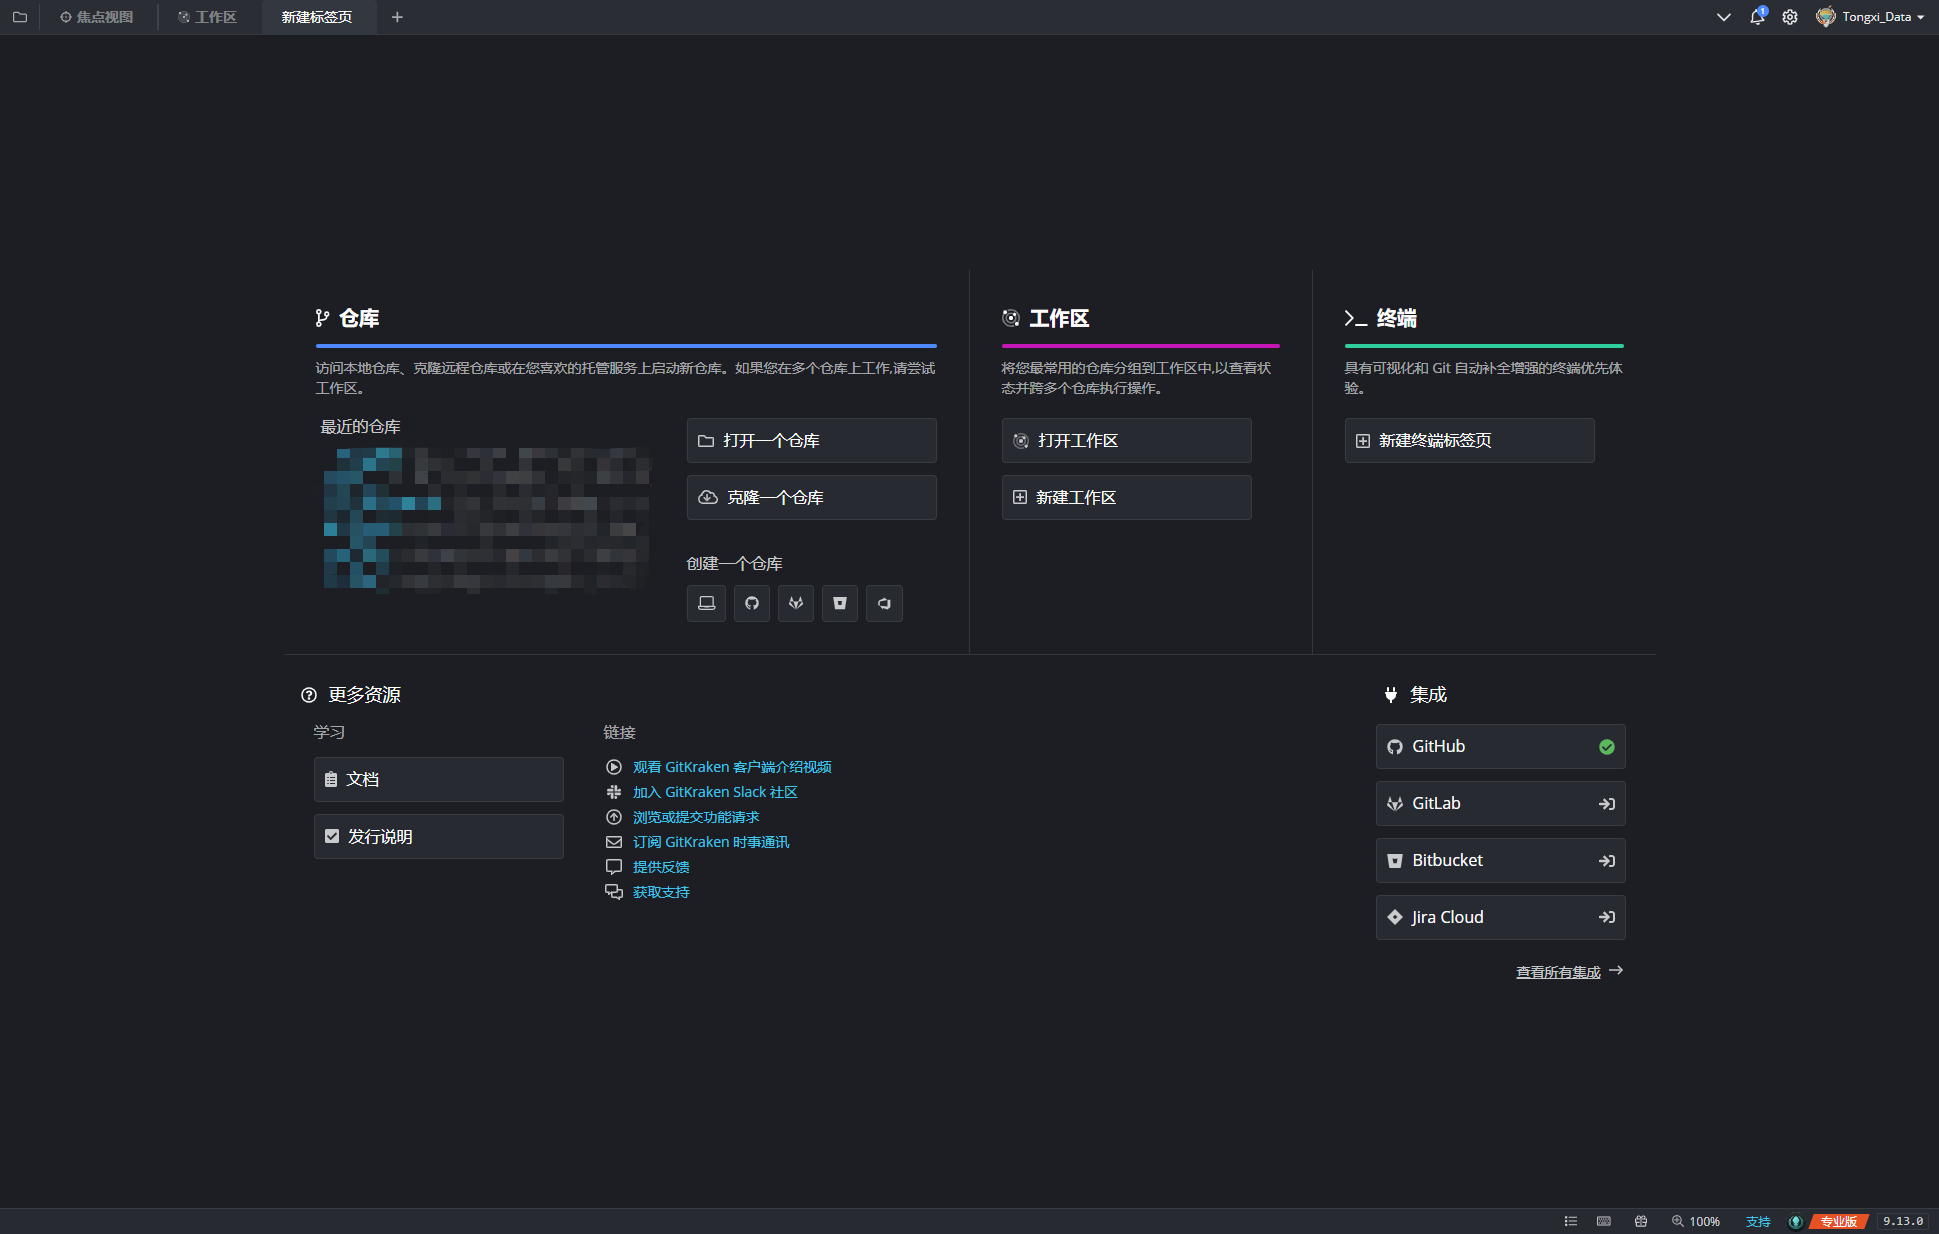 焦点视图
工作区
新建标签页
1
Tongxi_Data
仓库
访问本地仓库、克隆远程仓库或在您喜欢的托管服务上启动新仓库。如果您在多个仓库上工作,请尝试
工作区。
最近的仓库
打开一个仓库
克隆一个仓库
创建一个仓库
工作区
将您最常用的仓库分组到工作区中,以查看状
态并跨多个仓库执行操作。
打开工作区
新建工作区
终端
具有可视化和 Git 自动补全增强的终端优先体
验。
新建终端标签页
更多资源
学习
文档
发行说明
链接
观看 GitKraken 客户端介绍视频
加入 GitKraken Slack 社区
浏览或提交功能请求
订阅 GitKraken 时事通讯
提供反馈
获取支持
集成
GitHub
GitLab
Bitbucket
Jira Cloud
查看所有集成
100%
支持
专业版
9.13.0